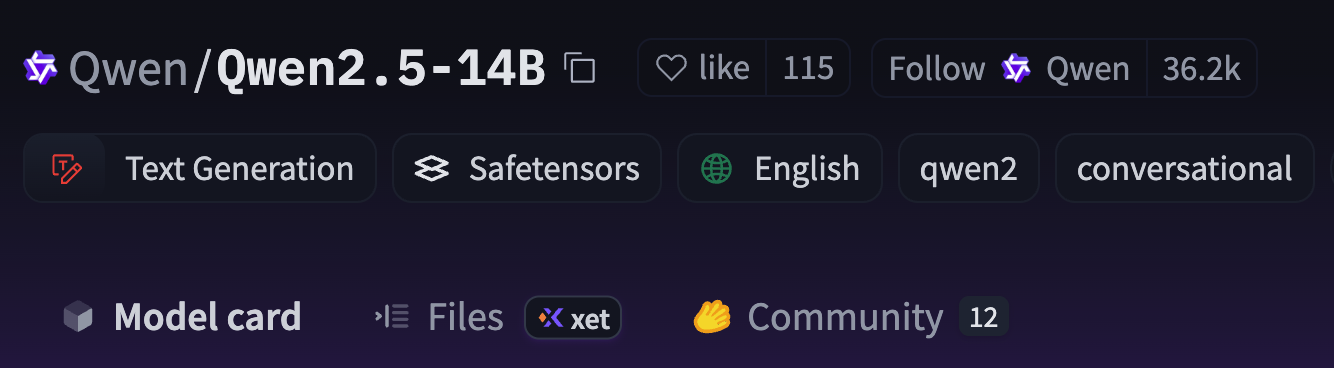 Qwen/Qwen2.5-14B like 115 Follow Qwen 36.2k
Text Generation Safetensors English qwen2 conversational
Model card Files xet Community 12